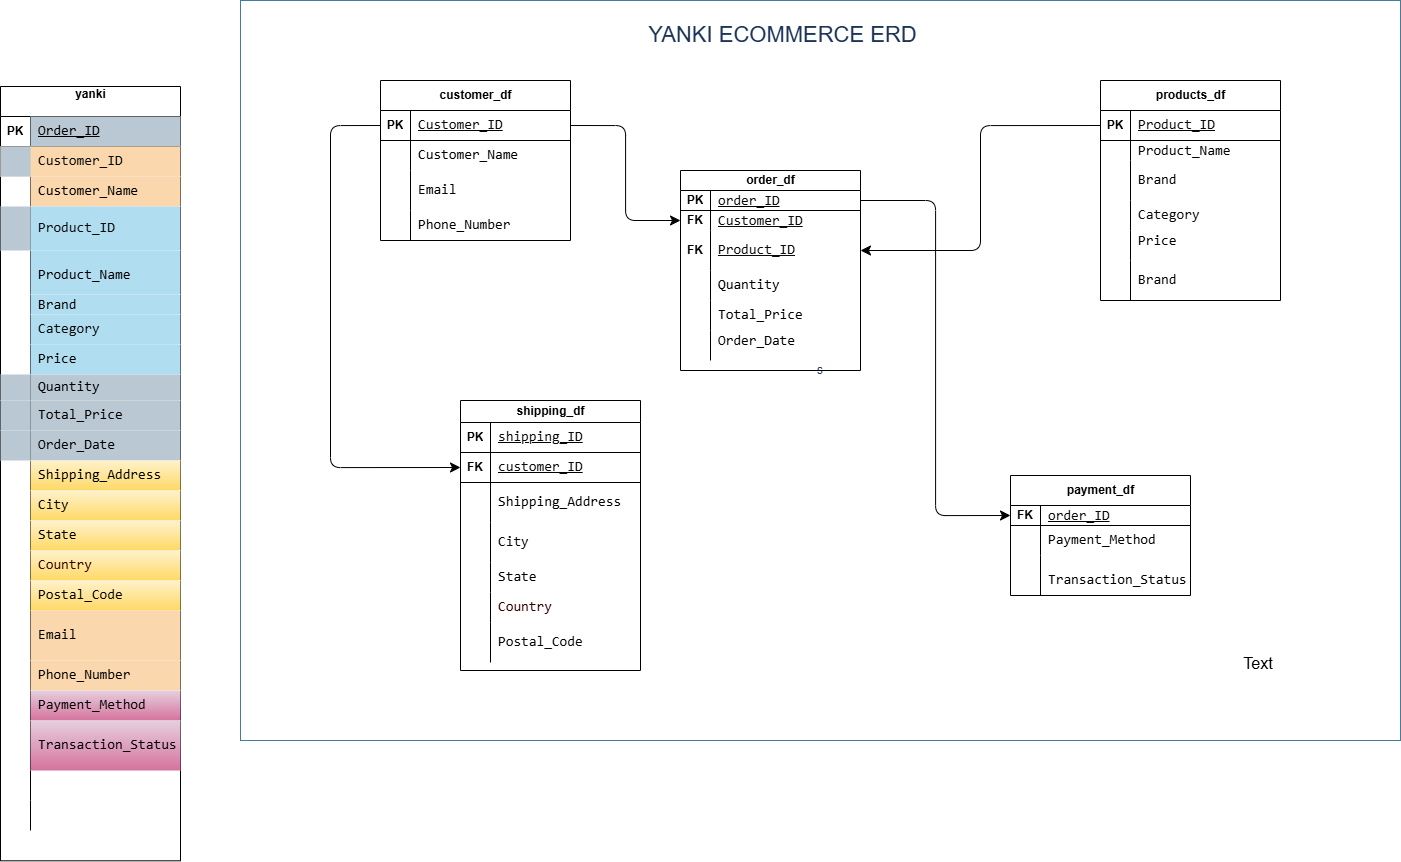 YANKI ECOMMERCE ERD
yanki
PK Order_ID
Customer_ID
Customer_Name
Product_ID
Product_Name
Brand
Category
Price
Quantity
Total_Price
Order_Date
Shipping_Address
City
State
Country
Postal_Code
Email
Phone_Number
Payment_Method
Transaction_Status
customer_df
PK Customer_ID
Customer_Name
Email
Phone_Number
order_df
PK order_ID
FK Customer_ID
FK Product_ID
Quantity
Total_Price
Order_Date
s
products_df
PK Product_ID
Product_Name
Brand
Category
Price
Brand
shipping_df
PK shipping_ID
FK customer_ID
Shipping_Address
City
State
Country
Postal_Code
payment_df
FK order_ID
Payment_Method
Transaction_Status
Text